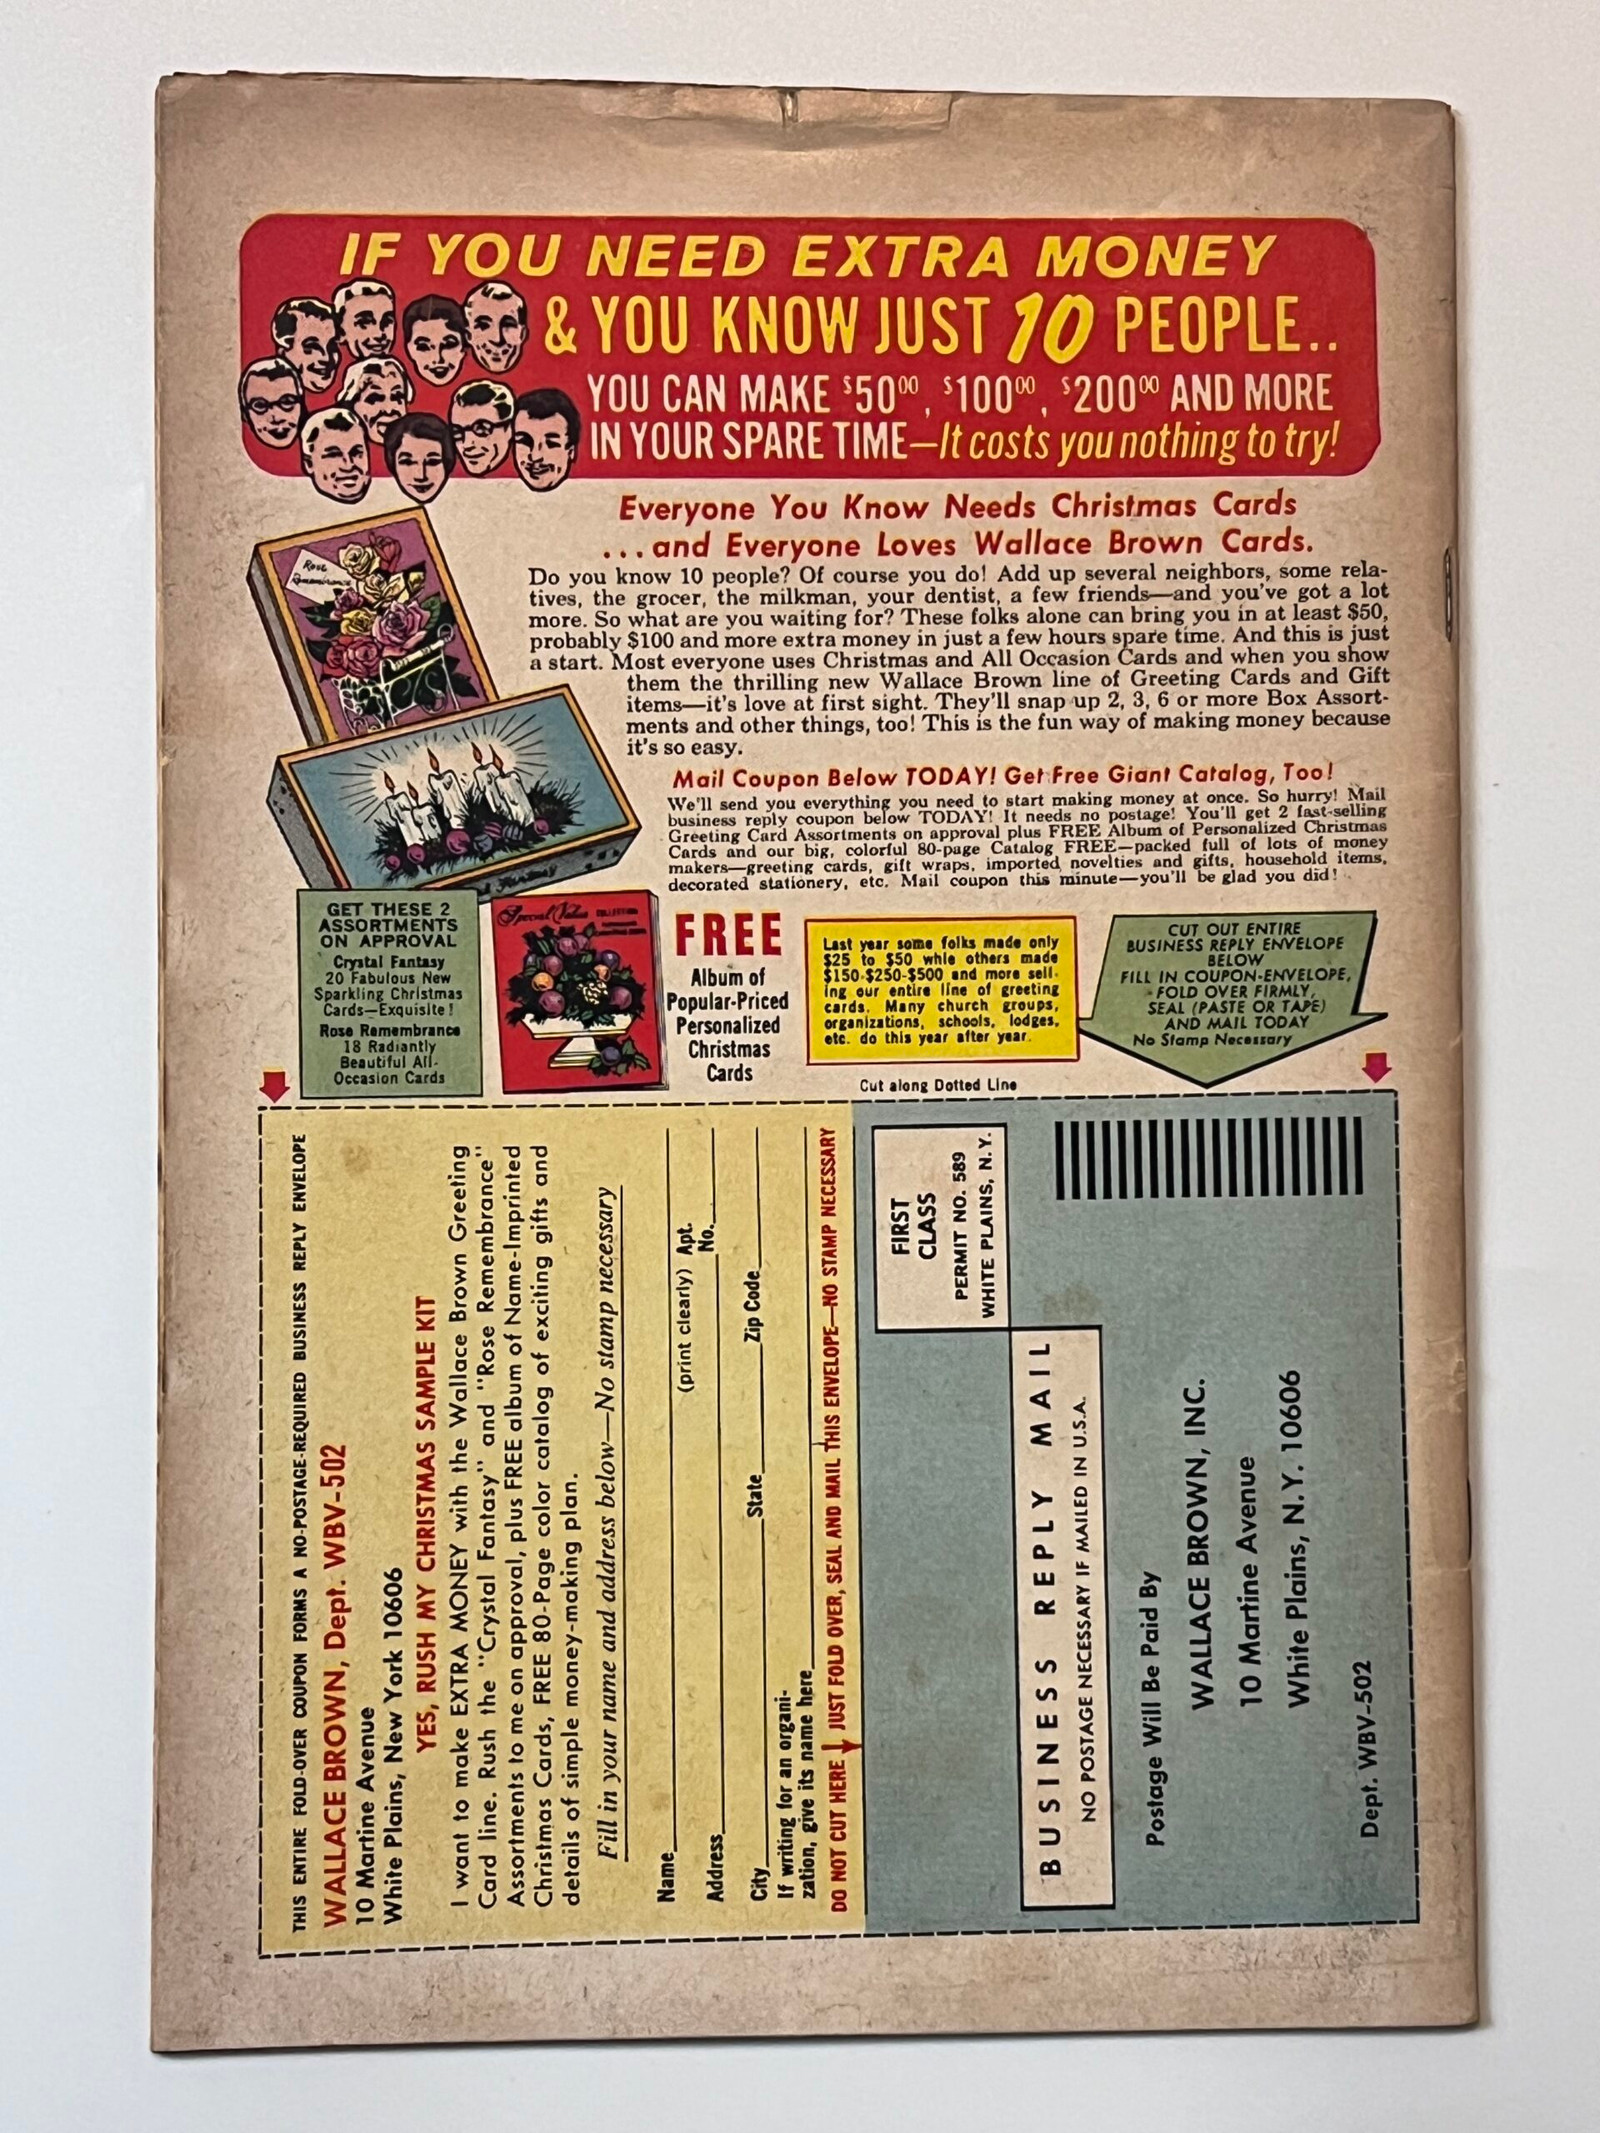 IF YOU NEED EXTRA MONEY
& YOU KNOW JUST 10 PEOPLE..
YOU CAN MAKE $50⁰⁰, $100⁰⁰, $200⁰⁰ AND MORE
IN YOUR SPARE TIME—It costs you nothing to try!
Everyone You Know Needs Christmas Cards
...and Everyone Loves Wallace Brown Cards.
Do you know 10 people? Of course you do! Add up several neighbors, some rela-
tives, the grocer, the milkman, your dentist, a few friends—and you've got a lot
more. So what are you waiting for? These folks alone can bring you in at least $50,
probably $100 and more extra money in just a few hours spare time. And this is just
a start. Most everyone uses Christmas and All Occasion Cards and when you show
them the thrilling new Wallace Brown line of Greeting Cards and Gift
items—it's love at first sight. They'll snap up 2, 3, 6 or more Box Assort-
ments and other things, too! This is the fun way of making money because
it's so easy.
Rose
Remembrance
Mail Coupon Below TODAY! Get Free Giant Catalog, Too!
We'll send you everything you need to start making money at once. So hurry! Mail
business reply coupon below TODAY! It needs no postage! You'll get 2 fast-selling
Greeting Card Assortments on approval plus FREE Album of Personalized Christmas
Cards and our big, colorful 80-page Catalog FREE—packed full of lots of money
makers—greeting cards, gift wraps, imported novelties and gifts, household items,
decorated stationery, etc. Mail coupon this minute—you'll be glad you did!
Fantasy
GET THESE 2
ASSORTMENTS
ON APPROVAL
Crystal Fantasy
20 Fabulous New
Sparkling Christmas
Cards—Exquisite!
Rose Remembrance
18 Radiantly
Beautiful All-
Occasion Cards
Special Value COLLECTION
FREE
Album of
Popular-Priced
Personalized
Christmas
Cards
Last year some folks made only
$25 to $50 whle others made
$150-$250-$500 and more sell-
ing our entire line of greeting
cards. Many church groups,
organizations, schools, lodges,
etc. do this year after year.
CUT OUT ENTIRE
BUSINESS REPLY ENVELOPE
BELOW
FILL IN COUPON-ENVELOPE,
FOLD OVER FIRMLY,
SEAL (PASTE OR TAPE)
AND MAIL TODAY
No Stamp Necessary
Cut along Dotted Line
THIS ENTIRE FOLD-OVER COUPON FORMS A NO-POSTAGE-REQUIRED BUSINESS REPLY ENVELOPE
WALLACE BROWN, Dept. WBV-502
10 Martine Avenue
White Plains, New York 10606
YES, RUSH MY CHRISTMAS SAMPLE KIT
I want to make EXTRA MONEY with the Wallace Brown Greeting
Card line. Rush the "Crystal Fantasy" and "Rose Remembrance"
Assortments to me on approval, plus FREE album of Name-Imprinted
Christmas Cards, FREE 80-Page color catalog of exciting gifts and
details of simple money-making plan.
Fill in your name and address below—No stamp necessary
Name
(print clearly) Apt.
Address No.
City State Zip Code
If writing for an organi-
zation, give its name here
DO NOT CUT HERE JUST FOLD OVER, SEAL AND MAIL THIS ENVELOPE—NO STAMP NECESSARY
FIRST
CLASS
PERMIT NO. 589
WHITE PLAINS, N.Y.
BUSINESS REPLY MAIL
NO POSTAGE NECESSARY IF MAILED IN U.S.A.
Postage Will Be Paid By
WALLACE BROWN, INC.
10 Martine Avenue
White Plains, N.Y. 10606
Dept. WBV-502